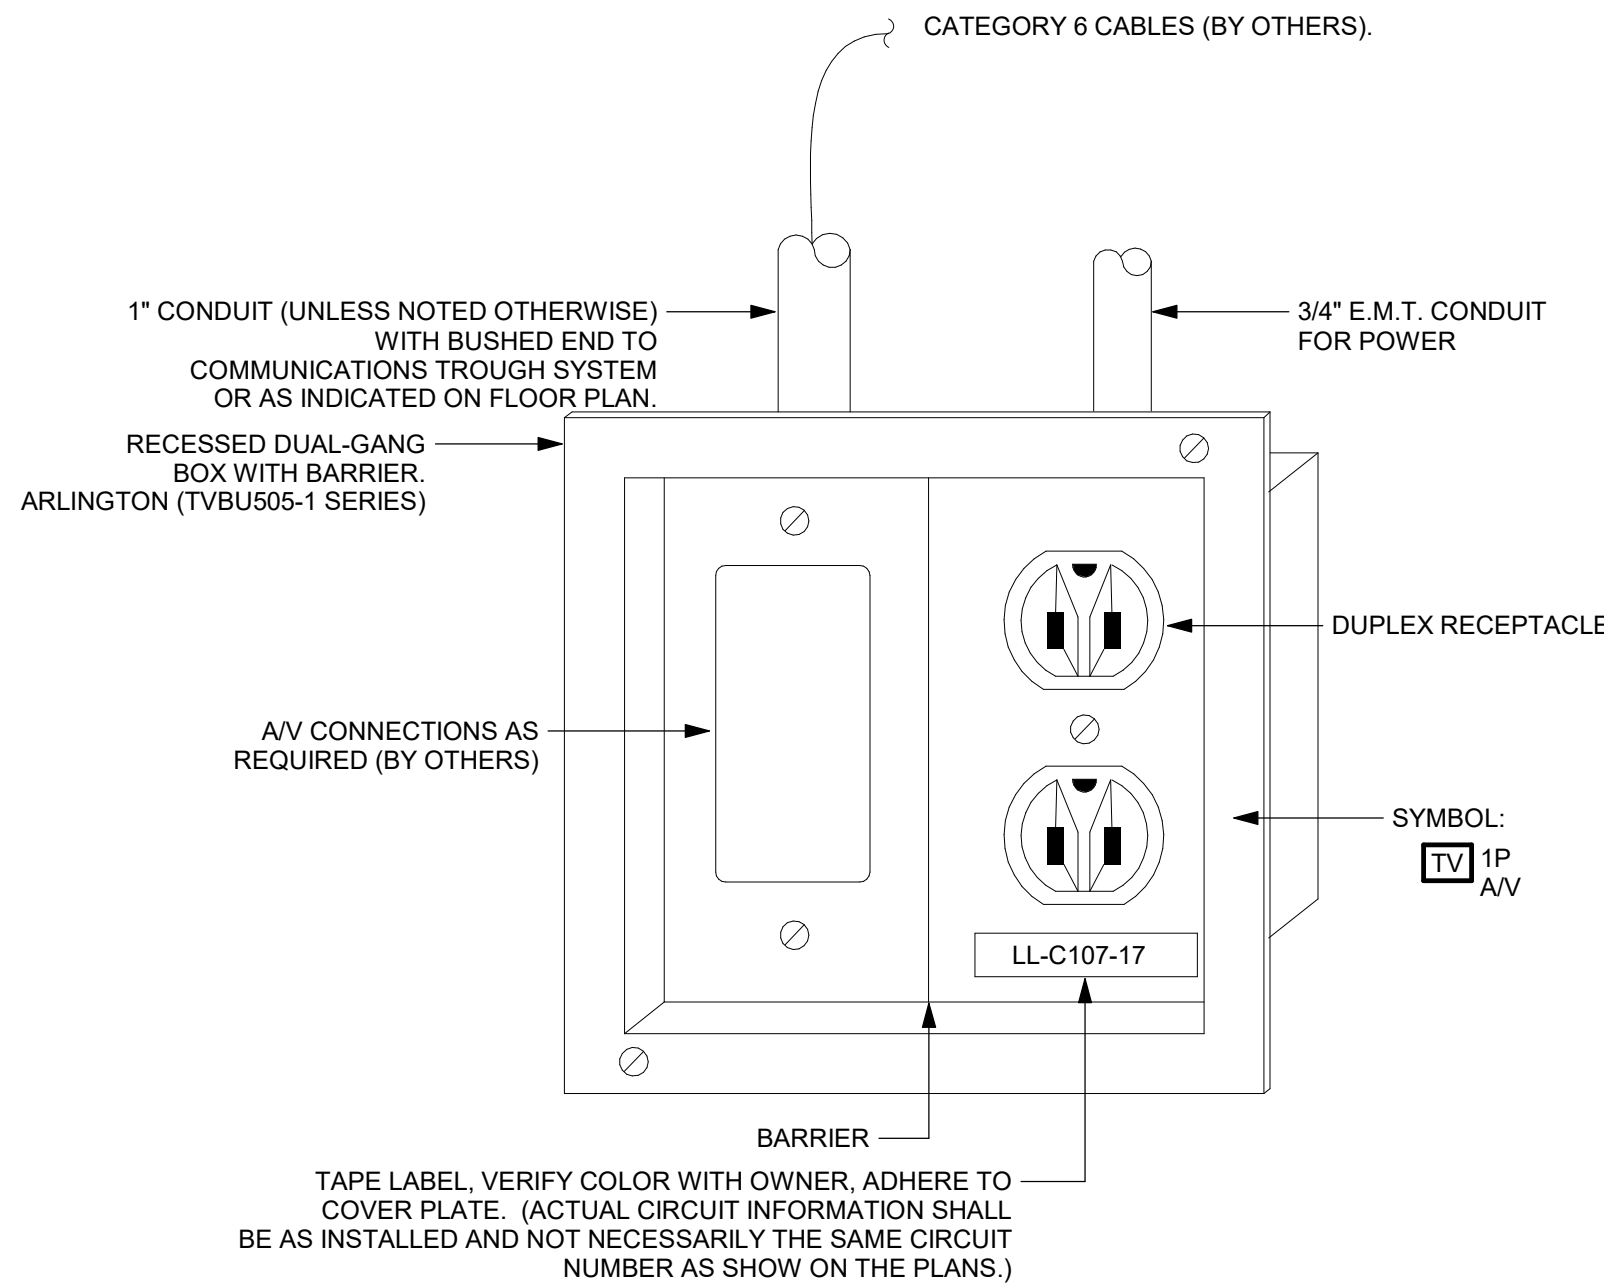 CATEGORY 6 CABLES (BY OTHERS).
1" CONDUIT (UNLESS NOTED OTHERWISE)
WITH BUSHED END TO
COMMUNICATIONS TROUGH SYSTEM
OR AS INDICATED ON FLOOR PLAN.
3/4" E.M.T. CONDUIT
FOR POWER
RECESSED DUAL-GANG
BOX WITH BARRIER.
ARLINGTON (TVBU505-1 SERIES)
DUPLEX RECEPTACLE
A/V CONNECTIONS AS
REQUIRED (BY OTHERS)
SYMBOL:
TV 1P
A/V
LL-C107-17
BARRIER
TAPE LABEL, VERIFY COLOR WITH OWNER, ADHERE TO
COVER PLATE.  (ACTUAL CIRCUIT INFORMATION SHALL
BE AS INSTALLED AND NOT NECESSARILY THE SAME CIRCUIT
NUMBER AS SHOW ON THE PLANS.)